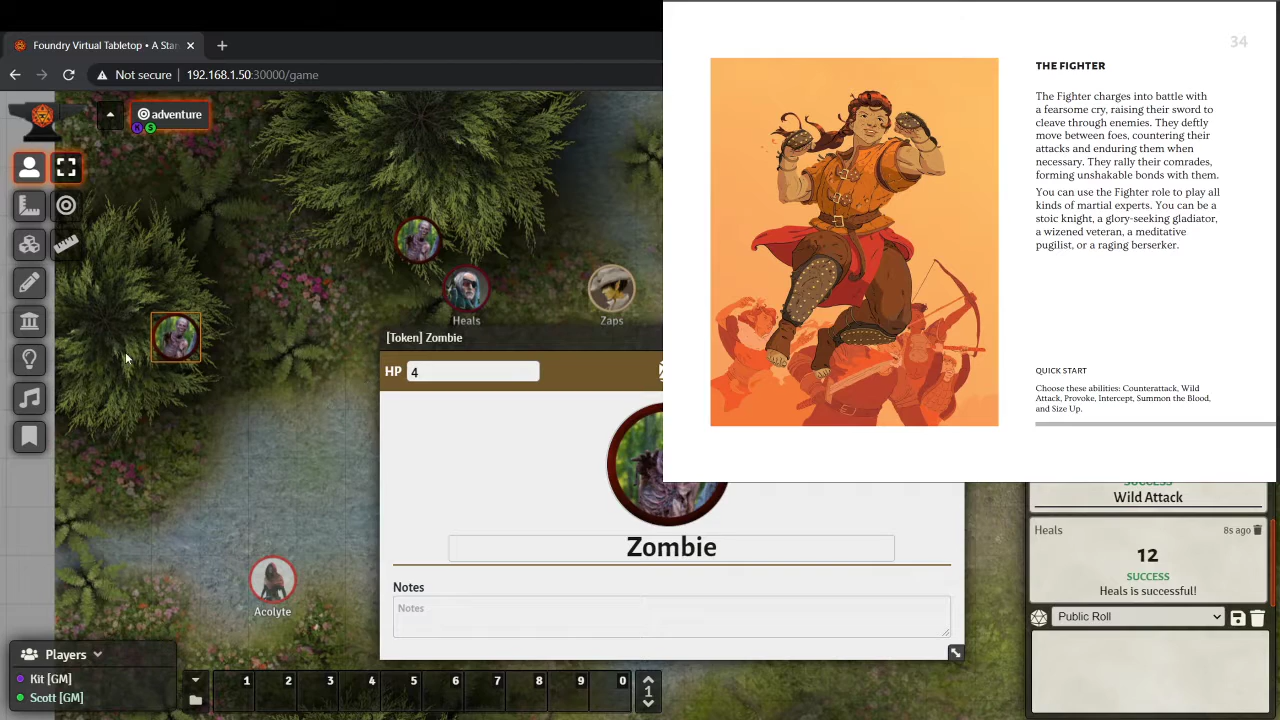 Foundry Virtual Tabletop • A Sta
Not secure
192.168.1.50:30000/game
adventure
K
S
Heals
Zaps
[Token] Zombie
HP
4
Zombie
Notes
Notes
Acolyte
Players
Kit [GM]
Scott [GM]
1
2
3
4
5
6
7
8
9
0
1
34
THE FIGHTER
The Fighter charges into battle with
a fearsome cry, raising their sword to
cleave through enemies. They deftly
move between foes, countering their
attacks and enduring them when
necessary. They rally their comrades,
forming unshakable bonds with them.
You can use the Fighter role to play all
kinds of martial experts. You can be a
stoic knight, a glory-seeking gladiator,
a wizened veteran, a meditative
pugilist, or a raging berserker.
QUICK START
Choose these abilities: Counterattack, Wild
Attack, Provoke, Intercept, Summon the Blood,
and Size Up.
SUCCESS
Wild Attack
Heals
8s ago
12
SUCCESS
Heals is successful!
Public Roll